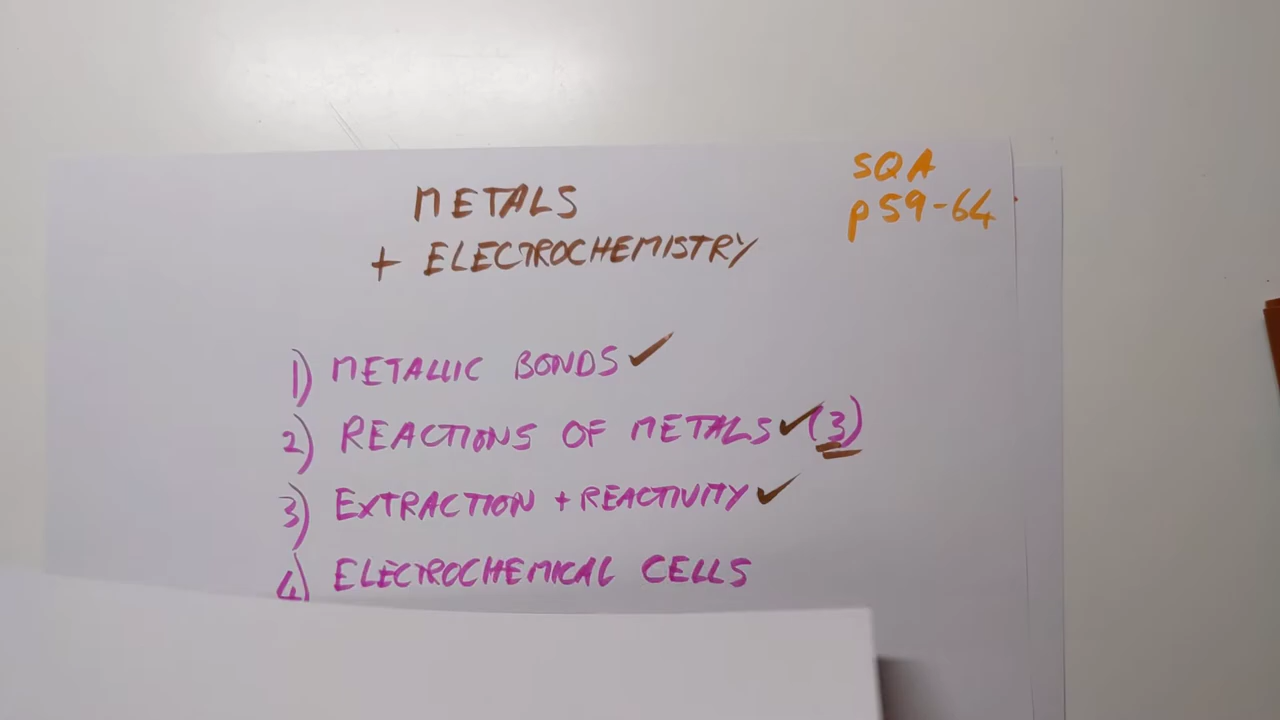 METALS
+ ELECTROCHEMISTRY
SQA
p59-64
1) METALLIC BONDS ✓
2) REACTIONS OF METALS ✓ (3)
3) EXTRACTION + REACTIVITY ✓
4) ELECTROCHEMICAL CELLS